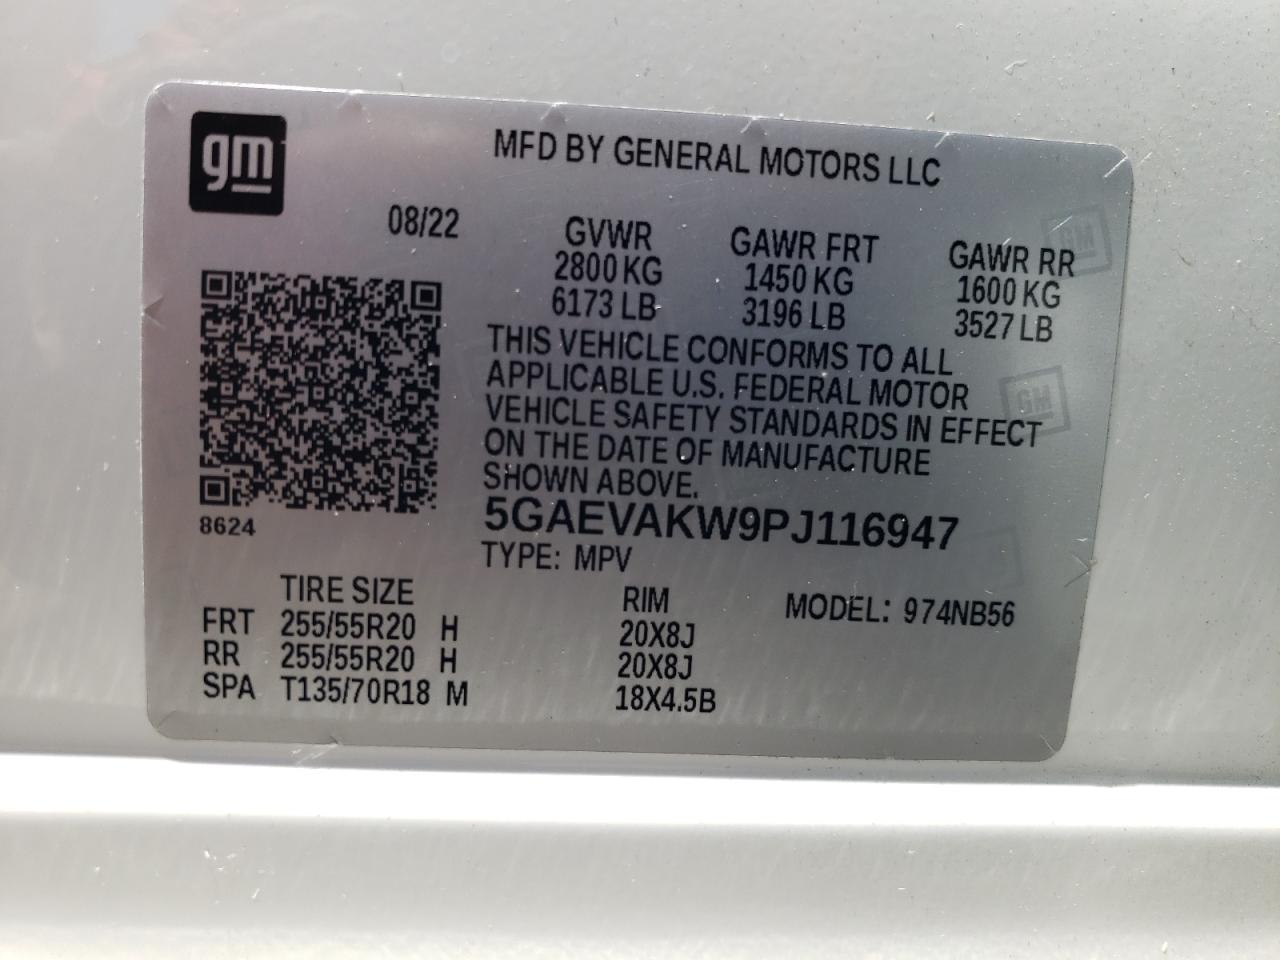 gm
MFD BY GENERAL MOTORS LLC
08/22
GVWR
2800 KG
6173 LB
GAWR FRT
1450 KG
3196 LB
GAWR RR
1600 KG
3527 LB
THIS VEHICLE CONFORMS TO ALL
APPLICABLE U.S. FEDERAL MOTOR
VEHICLE SAFETY STANDARDS IN EFFECT
ON THE DATE OF MANUFACTURE
SHOWN ABOVE.
8624
5GAEVAKW9PJ116947
TYPE: MPV
TIRE SIZE RIM MODEL: 974NB56
FRT 255/55R20 H 20X8J
RR 255/55R20 H 20X8J
SPA T135/70R18 M 18X4.5B
GM
GM